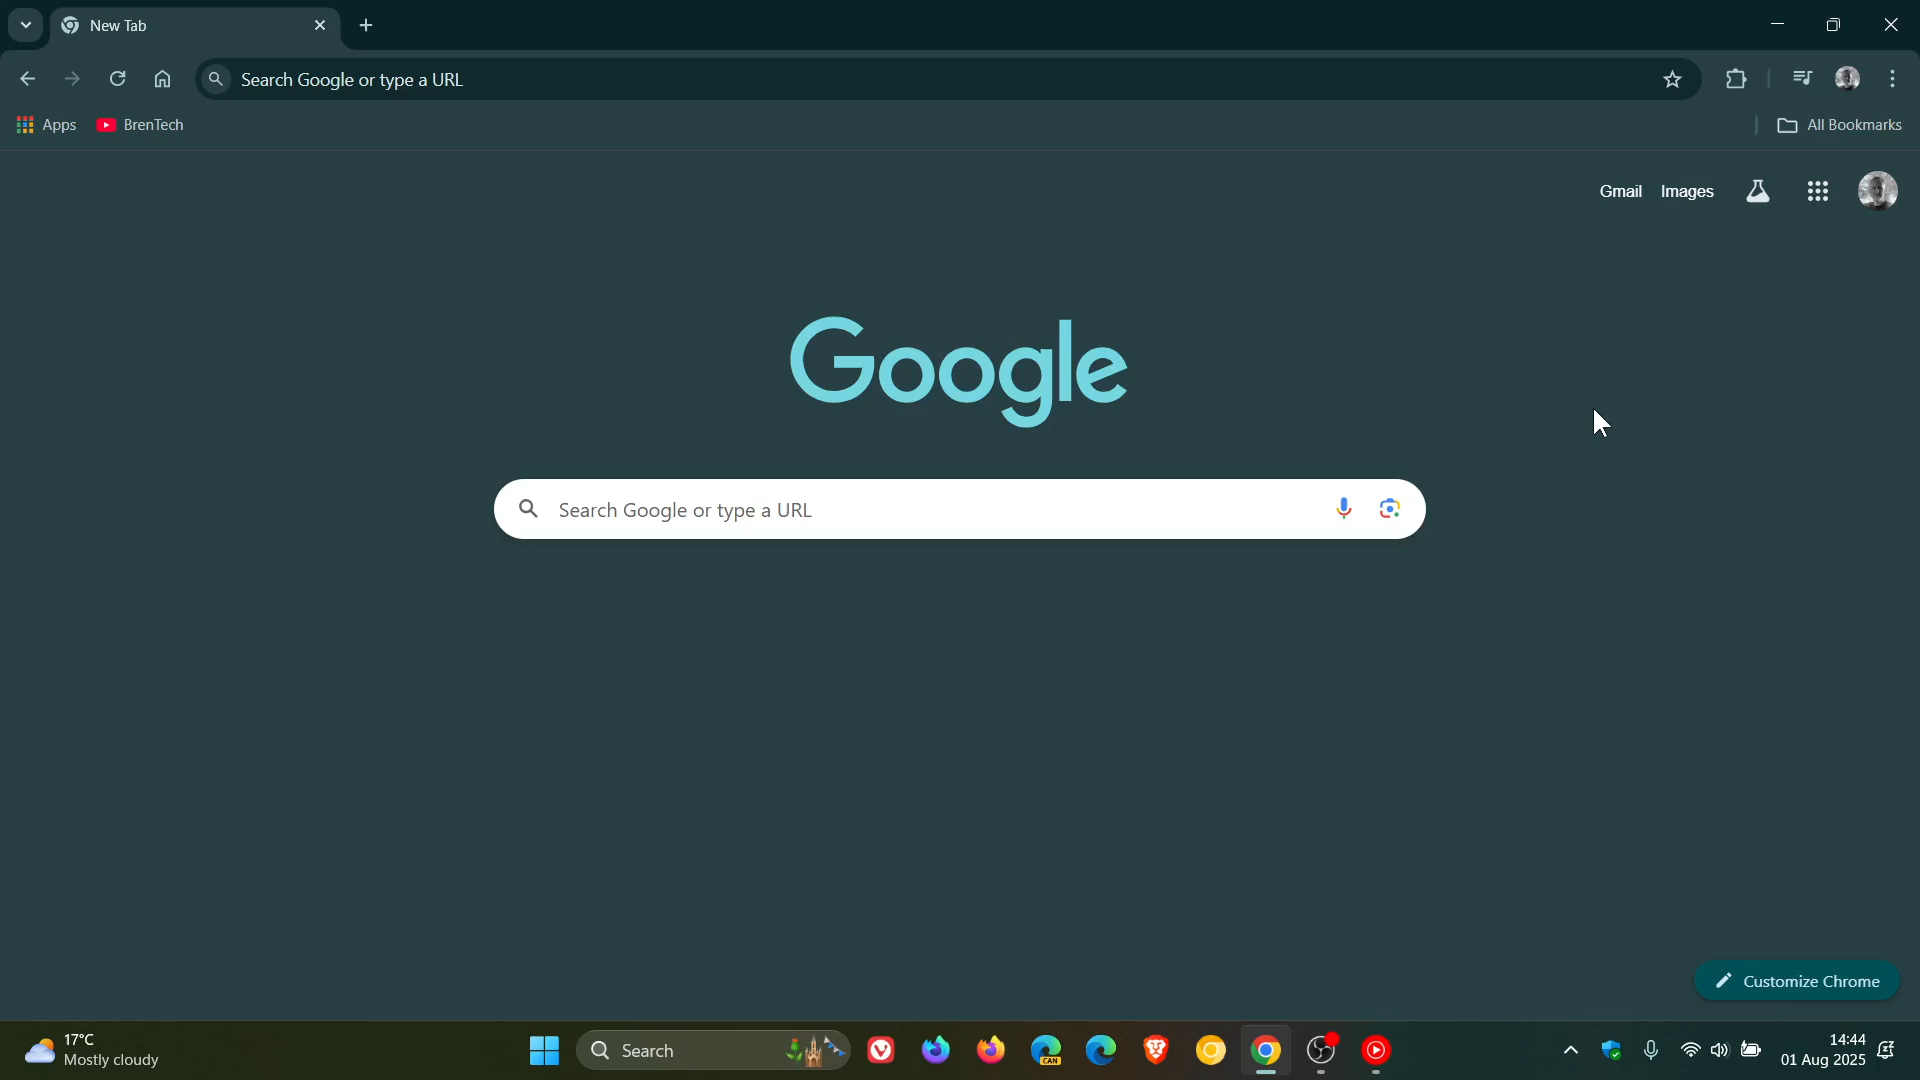 New Tab
Search Google or type a URL
Apps
BrenTech
All Bookmarks
Gmail
Images
Google
Search Google or type a URL
Customize Chrome
17°C
Mostly cloudy
Search
CAN
14:44
01 Aug 2025